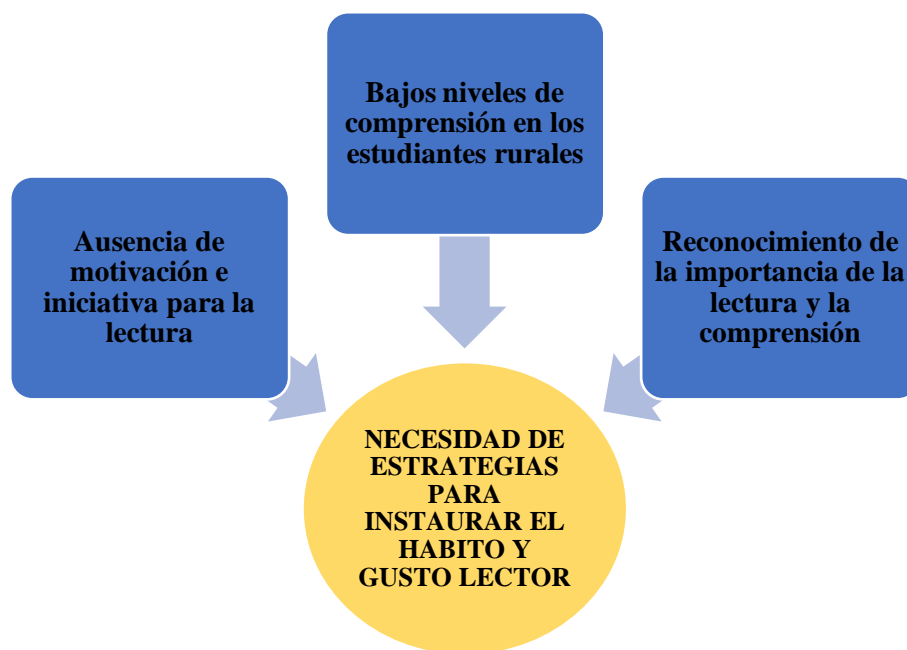 Bajos niveles de
comprensión en los
estudiantes rurales
Ausencia de
motivación e
iniciativa para la
lectura
Reconocimiento de
la importancia de la
lectura y la
comprensión
NECESIDAD DE
ESTRATEGIAS
PARA
INSTAURAR EL
HABITO Y
GUSTO LECTOR